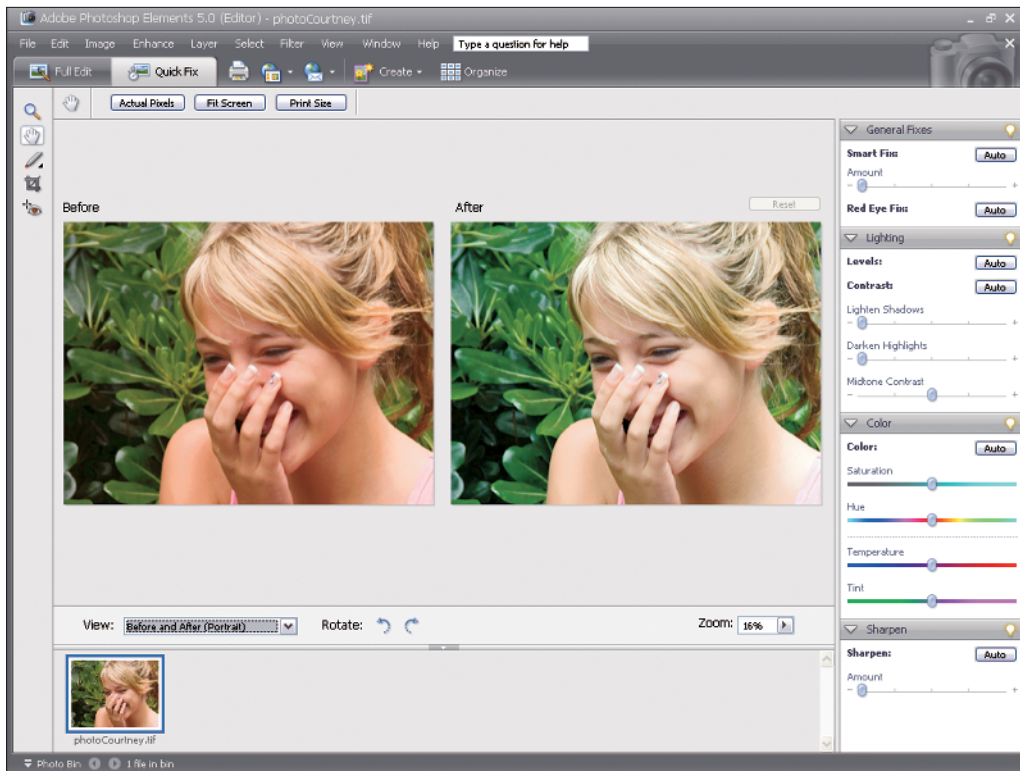 Adobe Photoshop Elements 5.0 (Editor) - photoCourtney.tif
File Edit Image Enhance Layer Select Filter View Window Help Type a question for help
Full Edit Quick Fix Create Organize
Actual Pixels Fit Screen Print Size
Before
After
Reset
General Fixes
Smart Fix: Auto
Amount
- +
Red Eye Fix: Auto
Lighting
Levels: Auto
Contrast: Auto
Lighten Shadows
- +
Darken Highlights
- +
Midtone Contrast
- +
Color
Color: Auto
Saturation
Hue
Temperature
Tint
Sharpen
Sharpen: Auto
Amount
- +
View: Before and After (Portrait) Rotate: Zoom: 16%
photoCourtney.tif
Photo Bin 1 file in bin